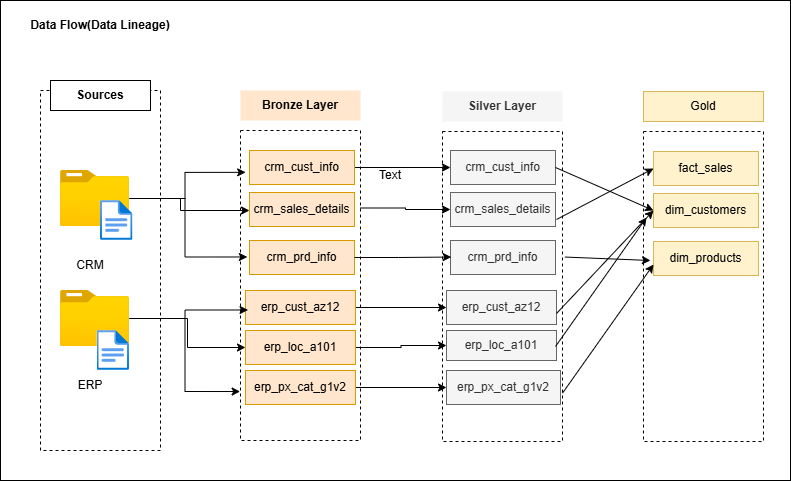 Data Flow(Data Lineage)
Sources
Bronze Layer
Silver Layer
Gold
crm_cust_info
Text
crm_cust_info
fact_sales
crm_sales_details
crm_sales_details
dim_customers
CRM
crm_prd_info
crm_prd_info
dim_products
erp_cust_az12
erp_cust_az12
erp_loc_a101
erp_loc_a101
ERP
erp_px_cat_g1v2
erp_px_cat_g1v2